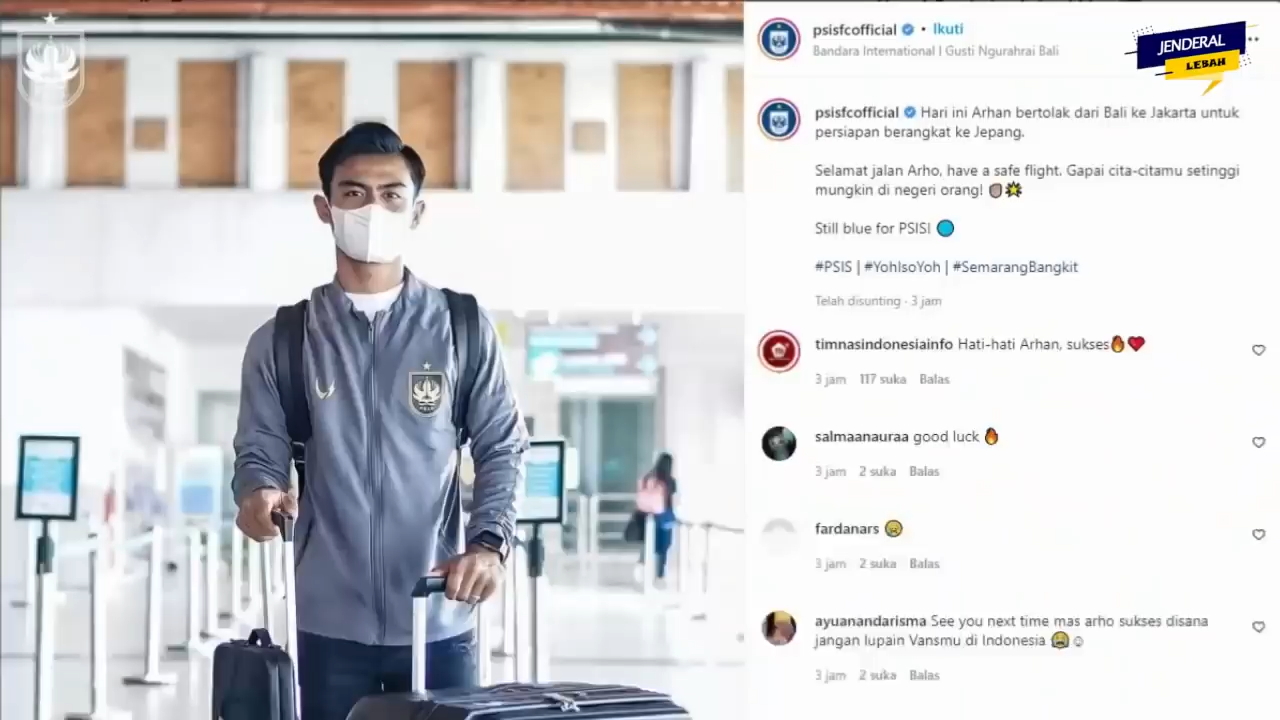 psisfcofficial • Ikuti
Bandara International I Gusti Ngurahrai Bali
JENDERAL
LEBAH
psisfcofficial Hari ini Arhan bertolak dari Bali ke Jakarta untuk
persiapan berangkat ke Jepang.
Selamat jalan Arho, have a safe flight. Gapai cita-citamu setinggi
mungkin di negeri orang!
Still blue for PSISI
#PSIS | #YohIsoYoh | #SemarangBangkit
Telah disunting · 3 jam
timnasindonesiainfo Hati-hati Arhan, sukses🔥❤️
3 jam 117 suka Balas
salmaanauraa good luck 🔥
3 jam 2 suka Balas
fardanars 😭
3 jam 2 suka Balas
ayuanandarisma See you next time mas arho sukses disana
jangan lupain Vansmu di Indonesia 😭☺
3 jam 2 suka Balas